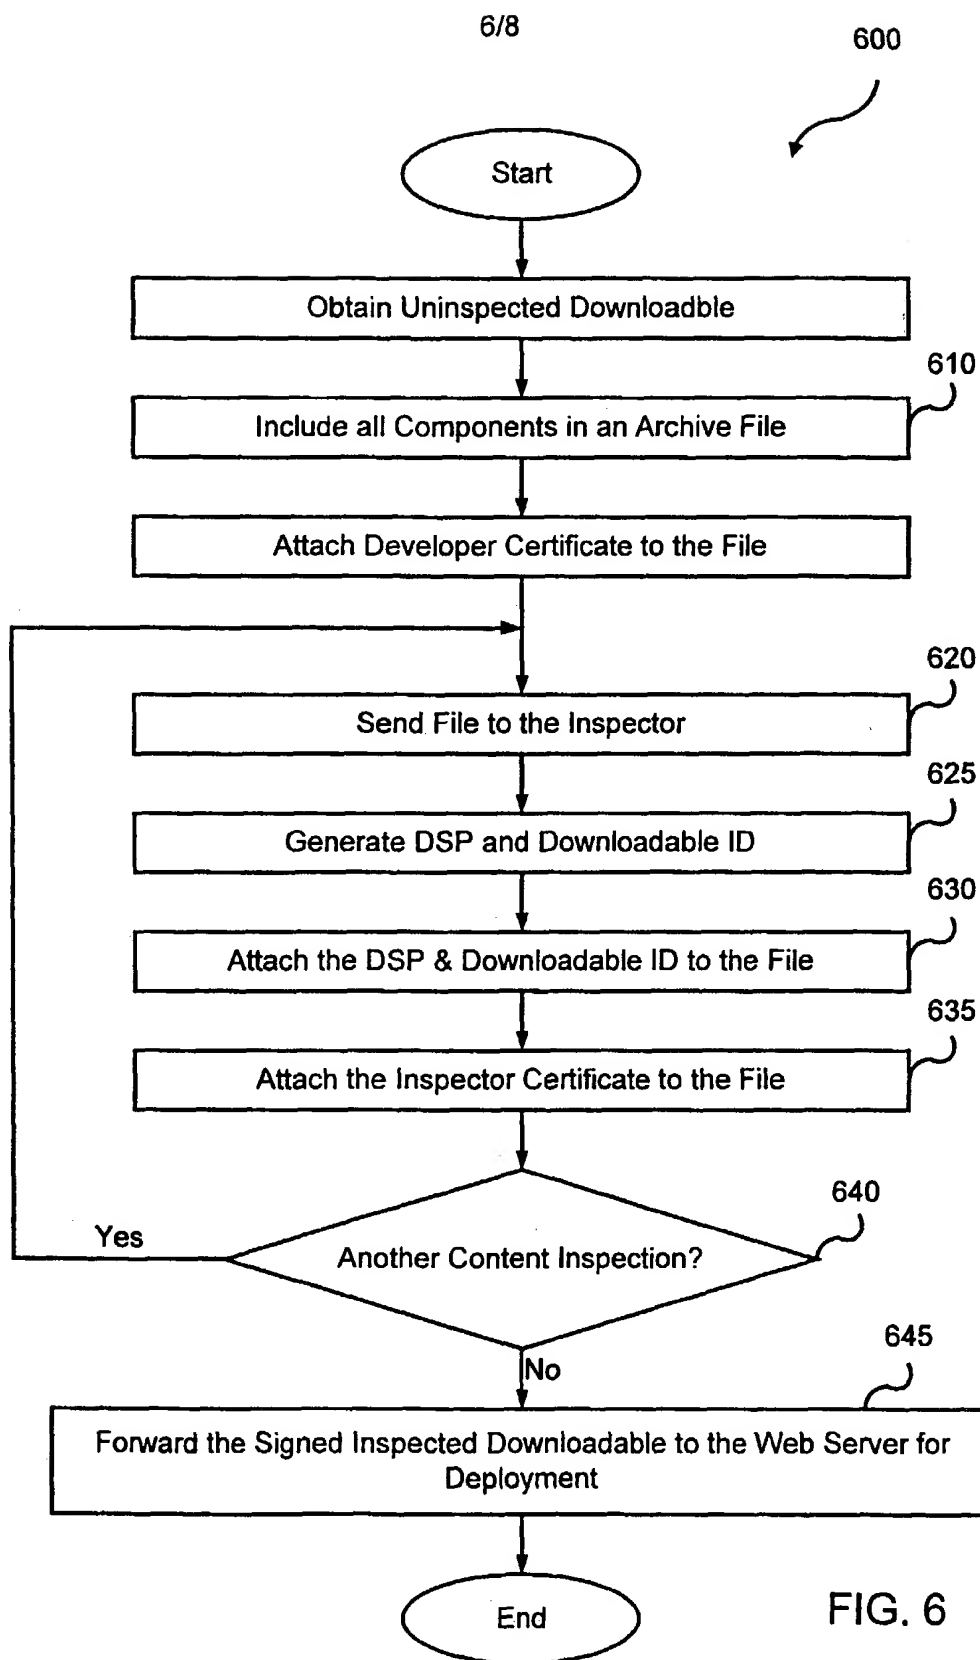 6/8
600
Start
Obtain Uninspected Downloadble
610
Include all Components in an Archive File
Attach Developer Certificate to the File
620
Send File to the Inspector
625
Generate DSP and Downloadable ID
630
Attach the DSP & Downloadable ID to the File
635
Attach the Inspector Certificate to the File
640
Yes
Another Content Inspection?
No
645
Forward the Signed Inspected Downloadable to the Web Server for
Deployment
End
FIG. 6